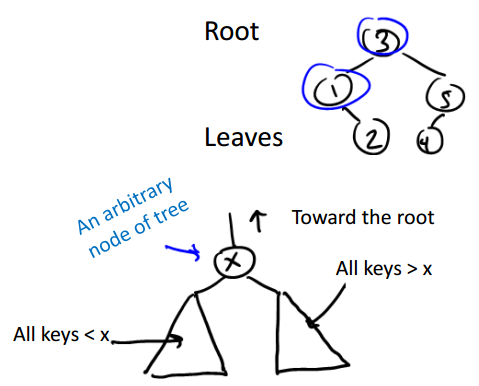 Root
3
1
5
Leaves
2
4
An arbitrary
node of tree
Toward the root
x
All keys > x
All keys < x